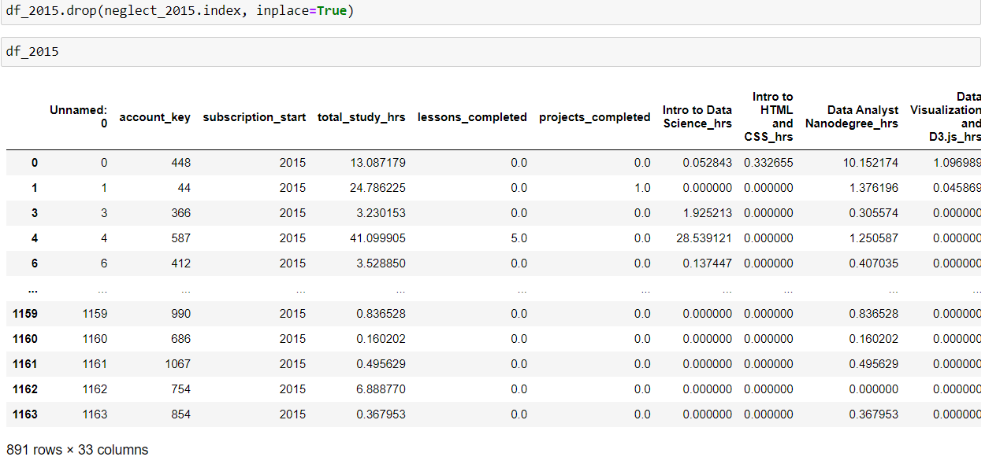 df_2015.drop(neglect_2015.index, inplace=True)
df_2015
Unnamed: 0 account_key subscription_start total_study_hrs lessons_completed projects_completed Intro to Data Science_hrs Intro to HTML and CSS_hrs Data Analyst Nanodegree_hrs Data Visualization and D3.js_hrs
0 0 448 2015 13.087179 0.0 0.0 0.052843 0.332655 10.152174 1.096989
1 1 44 2015 24.786225 0.0 1.0 0.000000 0.000000 1.376196 0.045869
3 3 366 2015 3.230153 0.0 0.0 1.925213 0.000000 0.305574 0.000000
4 4 587 2015 41.099905 5.0 0.0 28.539121 0.000000 1.250587 0.000000
6 6 412 2015 3.528850 0.0 0.0 0.137447 0.000000 0.407035 0.000000
... ... ... ... ... ... ... ... ... ... ...
1159 1159 990 2015 0.836528 0.0 0.0 0.000000 0.000000 0.836528 0.000000
1160 1160 686 2015 0.160202 0.0 0.0 0.000000 0.000000 0.160202 0.000000
1161 1161 1067 2015 0.495629 0.0 0.0 0.000000 0.000000 0.495629 0.000000
1162 1162 754 2015 6.888770 0.0 0.0 0.000000 0.000000 0.000000 0.000000
1163 1163 854 2015 0.367953 0.0 0.0 0.000000 0.000000 0.367953 0.000000
891 rows × 33 columns